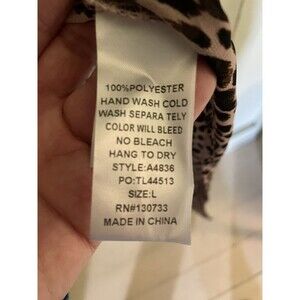 100%POLYESTER
HAND WASH COLD
WASH SEPARA TELY
COLOR WILL BLEED
NO BLEACH
HANG TO DRY
STYLE:A4836
PO:TL44513
SIZE:L
RN#130733
MADE IN CHINA